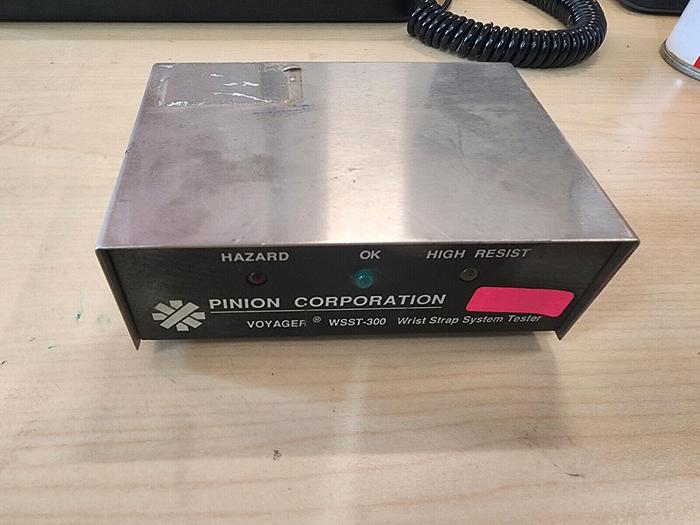 HAZARD OK HIGH RESIST
PINION CORPORATION
VOYAGER ® WSST-300 Wrist Strap System Tester